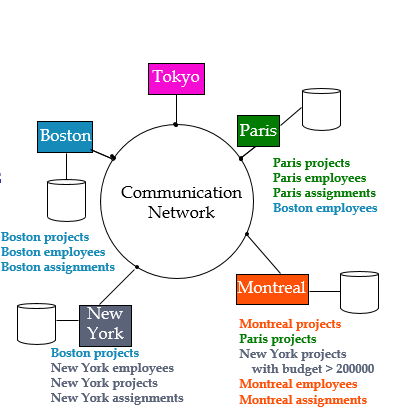 Tokyo
Boston
Paris
Paris projects
Paris employees
Paris assignments
Boston employees
Communication
Network
Boston projects
Boston employees
Boston assignments
Montreal
New
York
Montreal projects
Paris projects
New York projects
with budget > 200000
Montreal employees
Montreal assignments
Boston projects
New York employees
New York projects
New York assignments